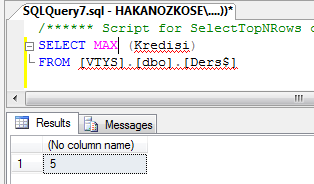 SQLQuery7.sql - HAKANOZKOSE\....))*
/****** Script for SelectTopNRows
SELECT MAX (Kredisi)
FROM [VTYS].[dbo].[Ders$]
Results Messages
(No column name)
1 5